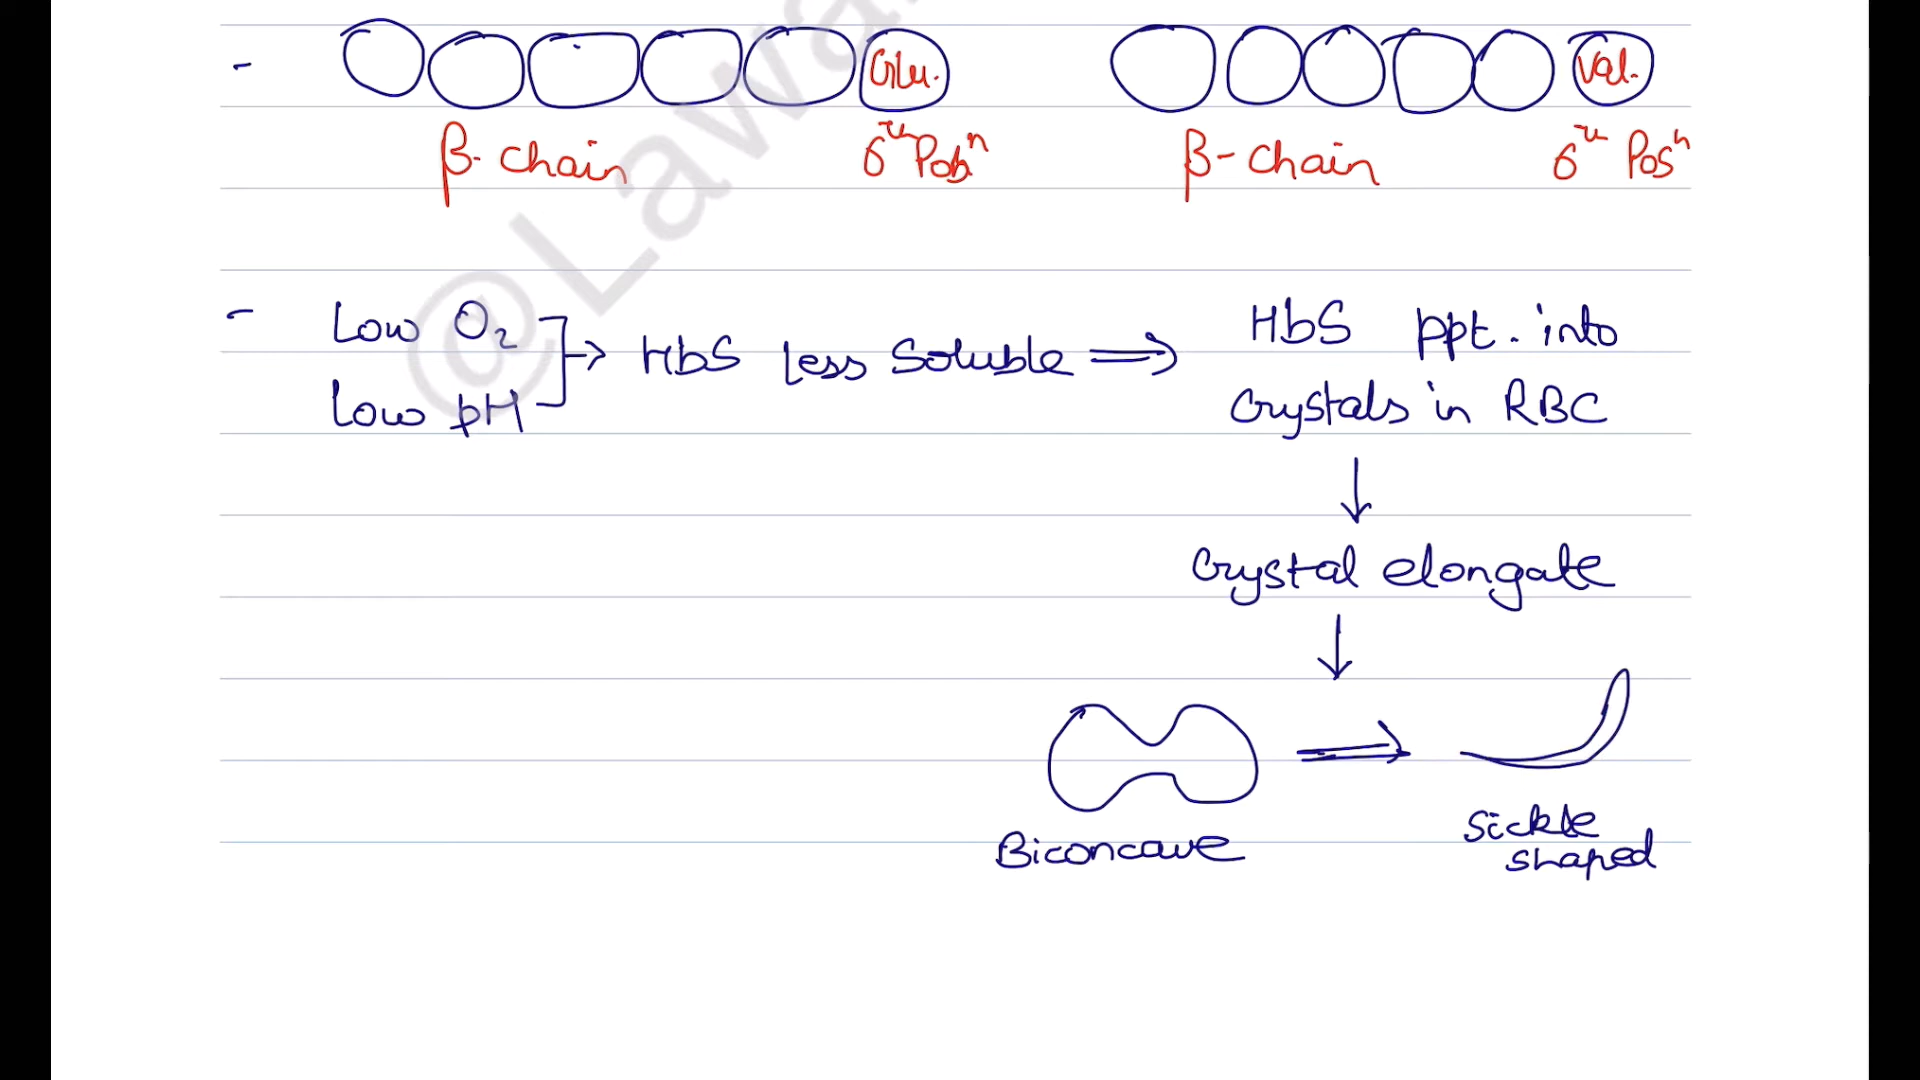 Glu.
Val.
β-chain 6th Posn
β-chain 6th Posn
- Low O2
Low pH
→ HbS less soluble ⇒
HbS ppt. into
crystals in RBC
↓
crystal elongate
↓
⇒
Biconcave
Sickle
shaped